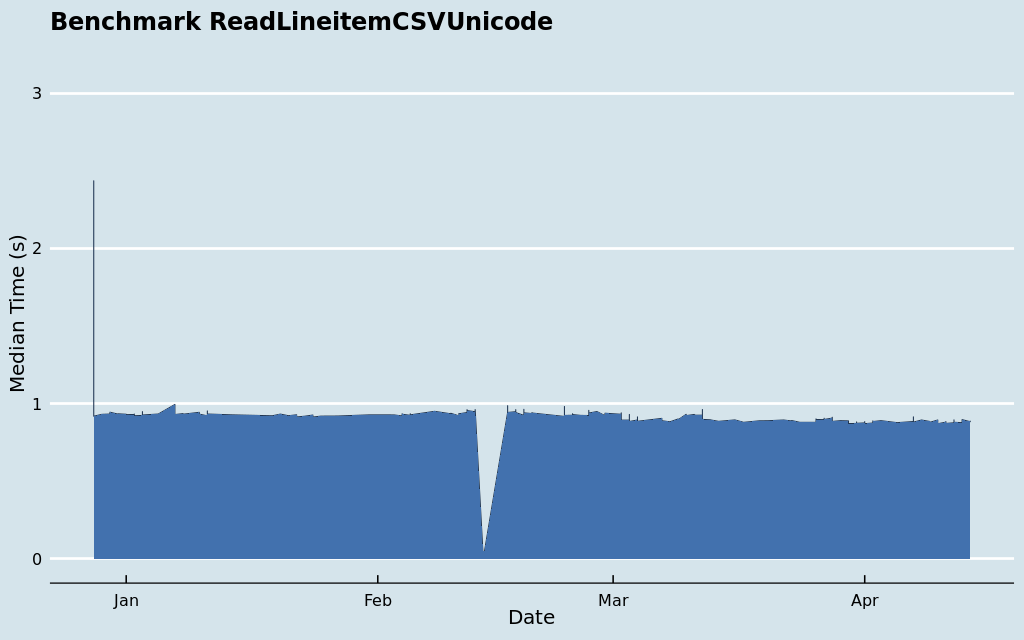 Benchmark ReadLineitemCSVUnicode
Median Time (s)
3
2
1
0
Jan Feb Mar Apr
Date